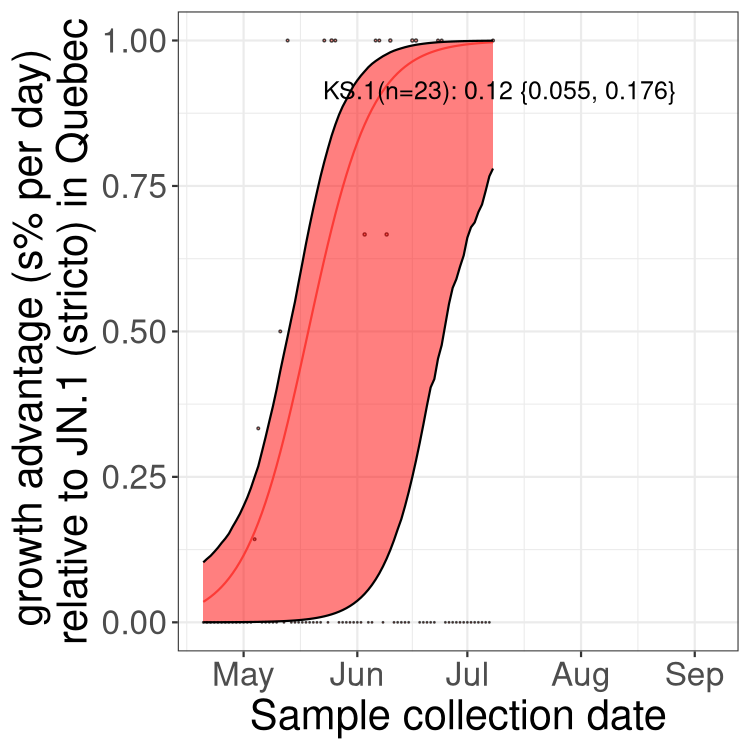 growth advantage (s% per day)
relative to JN.1 (stricto) in Quebec
1.00
0.75
0.50
0.25
0.00
KS.1(n=23): 0.12 {0.055, 0.176}
May Jun Jul Aug Sep
Sample collection date